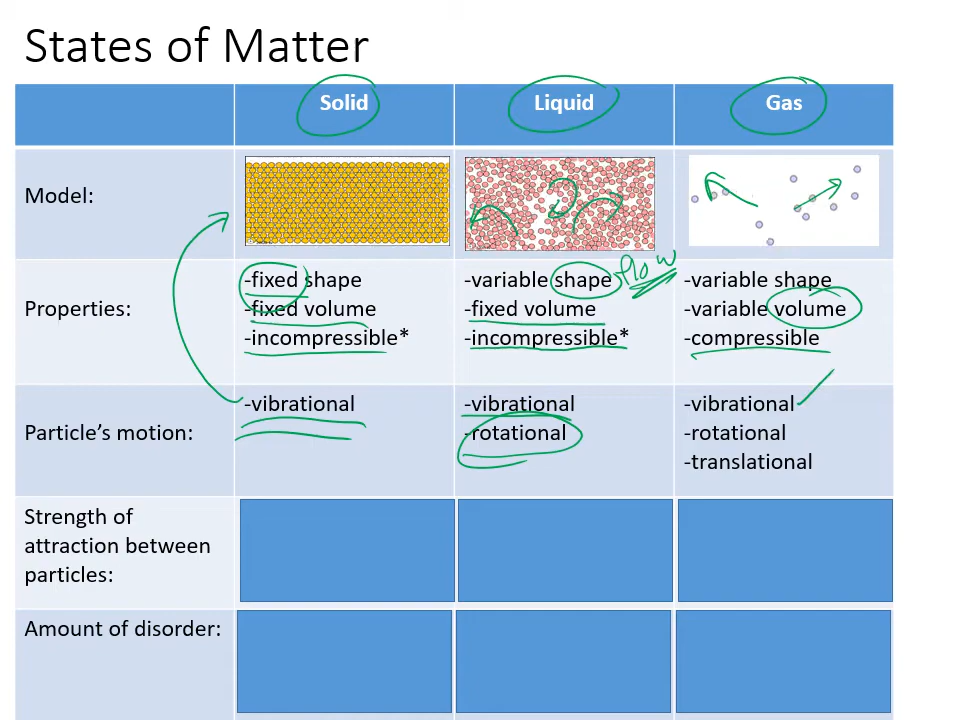 States of Matter
Solid
Liquid
Gas
Model:
Properties:
-fixed shape
-fixed volume
-incompressible*
-variable shape
flow
-fixed volume
-incompressible*
-variable shape
-variable volume
-compressible
Particle's motion:
-vibrational
-vibrational
-rotational
-vibrational
-rotational
-translational
Strength of
attraction between
particles:
Amount of disorder: